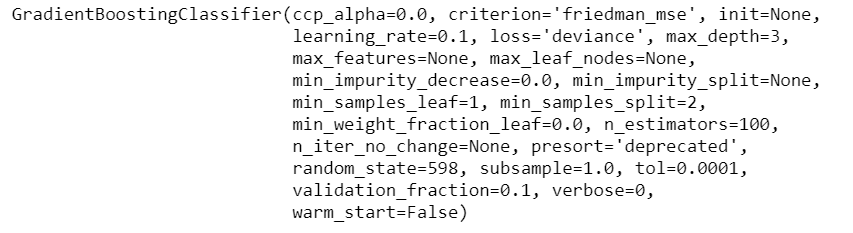 GradientBoostingClassifier(ccp_alpha=0.0, criterion='friedman_mse', init=None,
learning_rate=0.1, loss='deviance', max_depth=3,
max_features=None, max_leaf_nodes=None,
min_impurity_decrease=0.0, min_impurity_split=None,
min_samples_leaf=1, min_samples_split=2,
min_weight_fraction_leaf=0.0, n_estimators=100,
n_iter_no_change=None, presort='deprecated',
random_state=598, subsample=1.0, tol=0.0001,
validation_fraction=0.1, verbose=0,
warm_start=False)